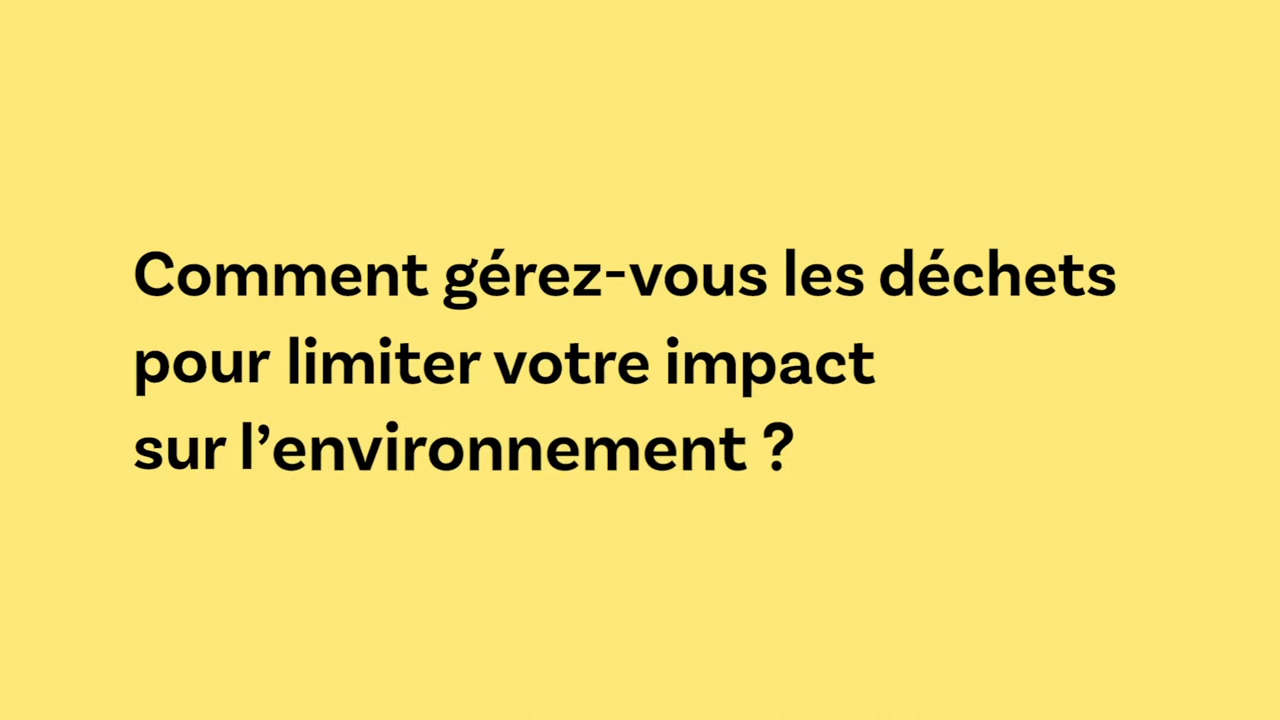 Comment gérez-vous les déchets
pour limiter votre impact
sur l’environnement ?